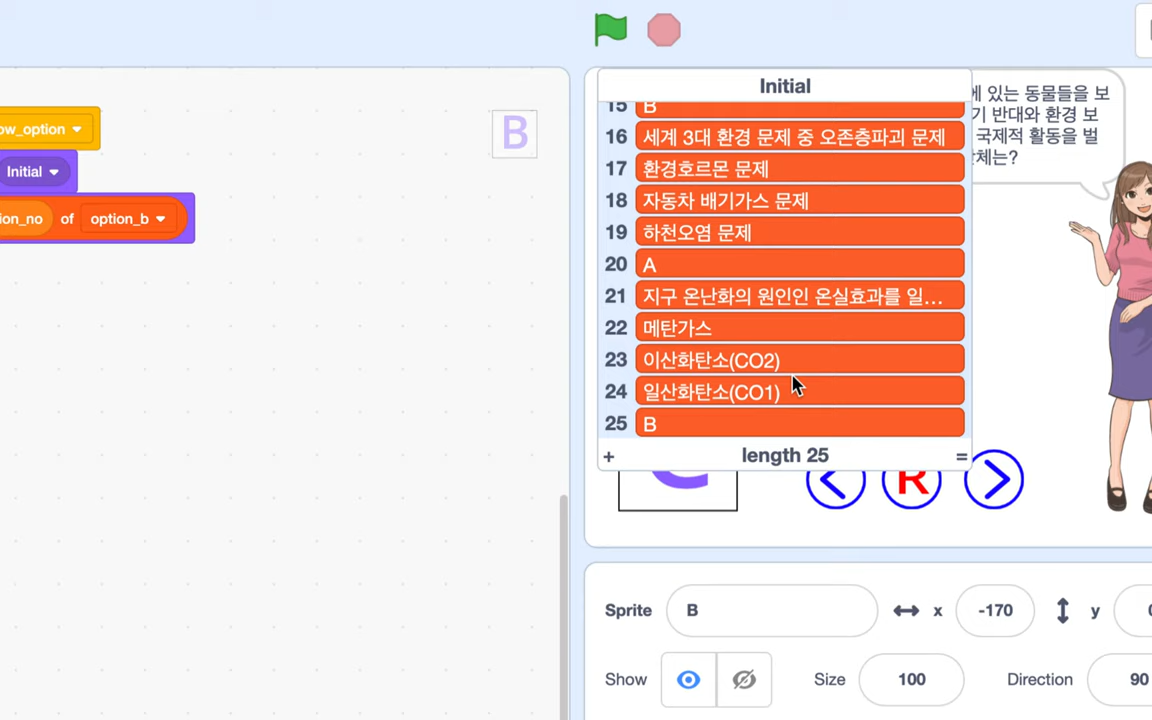 ow_option
Initial
ion_no of option_b
B
Initial
15 B
16 세계 3대 환경 문제 중 오존층파괴 문제
17 환경호르몬 문제
18 자동차 배기가스 문제
19 하천오염 문제
20 A
21 지구 온난화의 원인인 온실효과를 일...
22 메탄가스
23 이산화탄소(CO2)
24 일산화탄소(CO1)
25 B
+ length 25 =
에 있는 동물들을 보
기 반대와 환경 보
국제적 활동을 벌
체는?
C
< R >
Sprite B x -170 y 0
Show Size 100 Direction 90